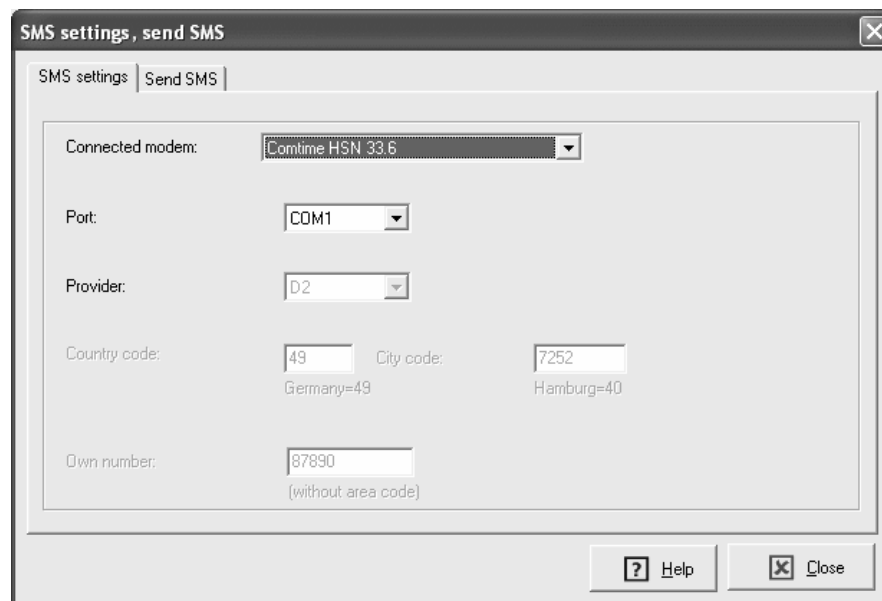 SMS settings, send SMS
SMS settings Send SMS
Connected modem: Comtime HSN 33.6
Port: COM1
Provider: D2
Country code: 49 City code: 7252
Germany=49 Hamburg=40
Own number: 87890
(without area code)
? Help Close